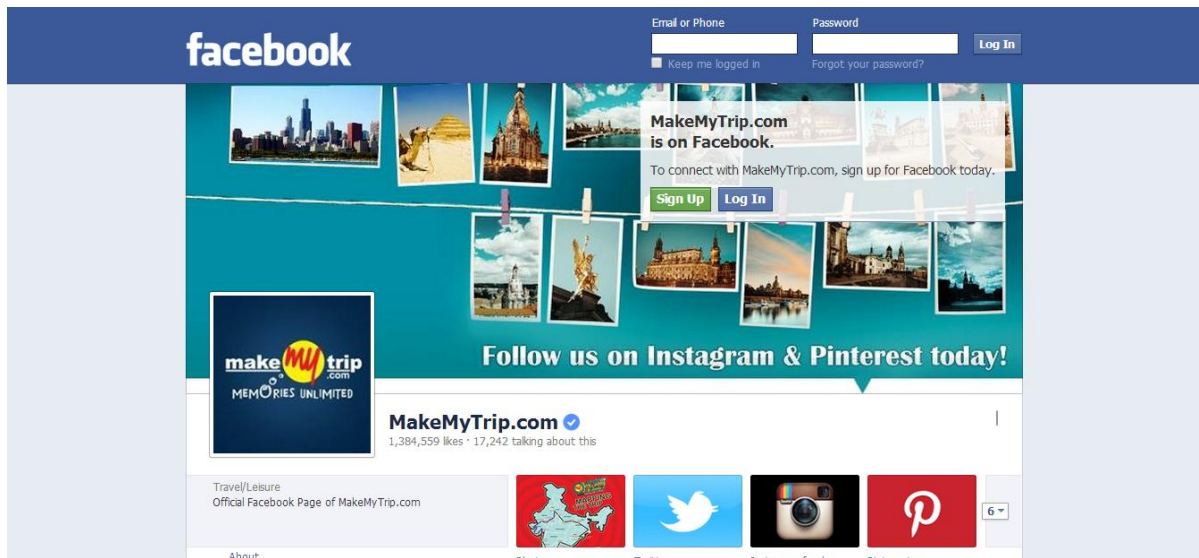 facebook
Email or Phone
Password
Log In
Keep me logged in
Forgot your password?
MakeMyTrip.com
is on Facebook.
To connect with MakeMyTrip.com, sign up for Facebook today.
Sign Up
Log In
Follow us on Instagram & Pinterest today!
make my trip
.com
MEMORIES UNLIMITED
MakeMyTrip.com
1,384,559 likes · 17,242 talking about this
Travel/Leisure
Official Facebook Page of MakeMyTrip.com
6
About